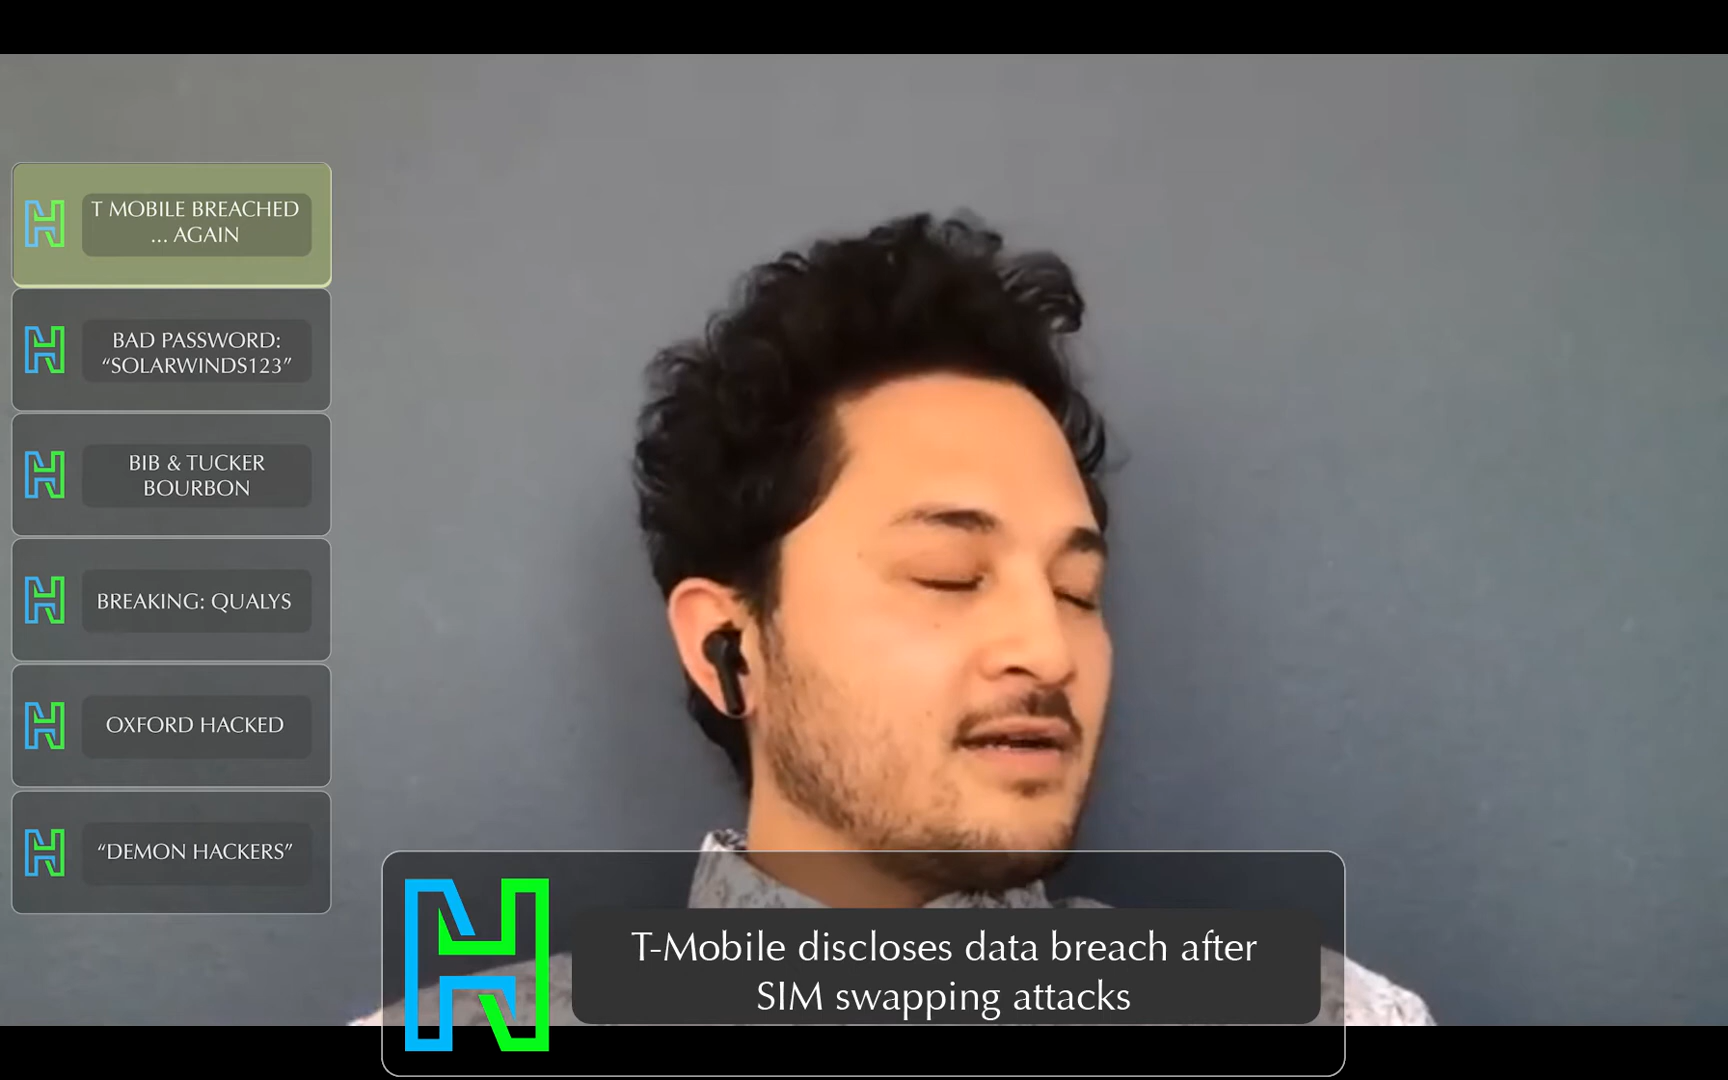 T MOBILE BREACHED
... AGAIN
BAD PASSWORD:
“SOLARWINDS123”
BIB & TUCKER
BOURBON
BREAKING: QUALYS
OXFORD HACKED
“DEMON HACKERS”
T-Mobile discloses data breach after
SIM swapping attacks